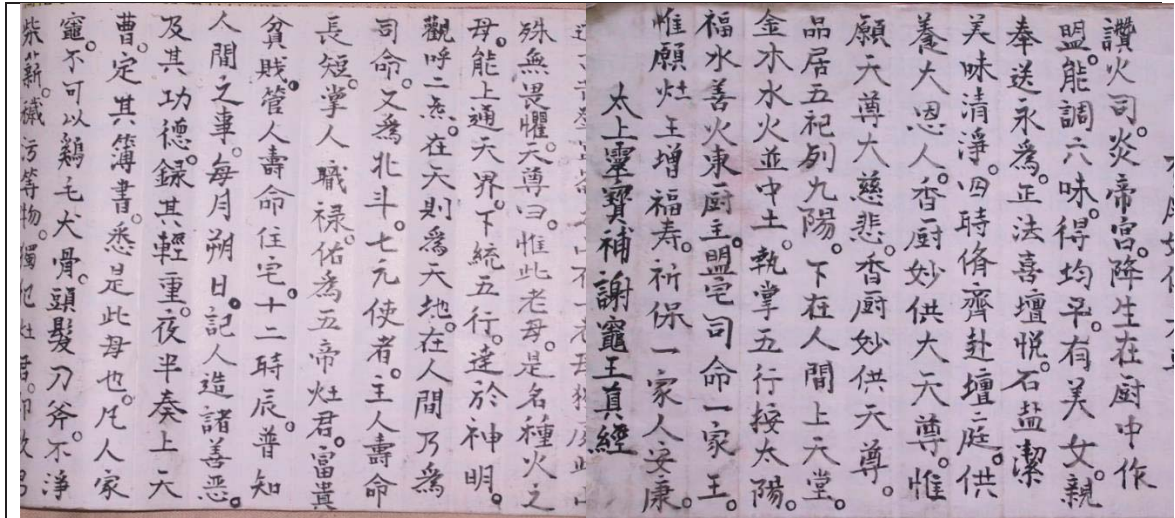 讚火司。炎帝宮。降生在厨中作
盟。能調六味。得均平。有美女。親
奉送永為。正法喜壇悦。石盐潔
美味清淨。四時脩齊赴壇庭。供
養大恩人。香厨妙供大天尊。惟
願天尊大慈悲。香厨妙供天尊。
品居五祀列九陽。下在人間上天堂。
金木水火並中土。執掌五行按太陽。
福水善火東厨王。盟宅司命一家王。
惟願灶王增福寿。祈保一家人安康。
太上靈寳補謝竈王真經
殊無畏懼。天尊曰。惟此老母。是名種火之
母。能上通天界。下統五行。達於神明。
觀呼二炁。在天則為天地。在人間乃為
司命。又為北斗。七元使者。主人壽命
長短。掌人職禄。佑為五帝灶君。富貴
貧賎。管人壽命住宅十二時辰。普知
人間之事。每月朔日。記人造諸善惡。
及其功德。録其輕重。夜半奏上天
曹。定其簿書。悉是此母也。凡人家
竈。不可以鷄毛犬骨。頭髮刀斧。不淨
柴薪。穢污等物。